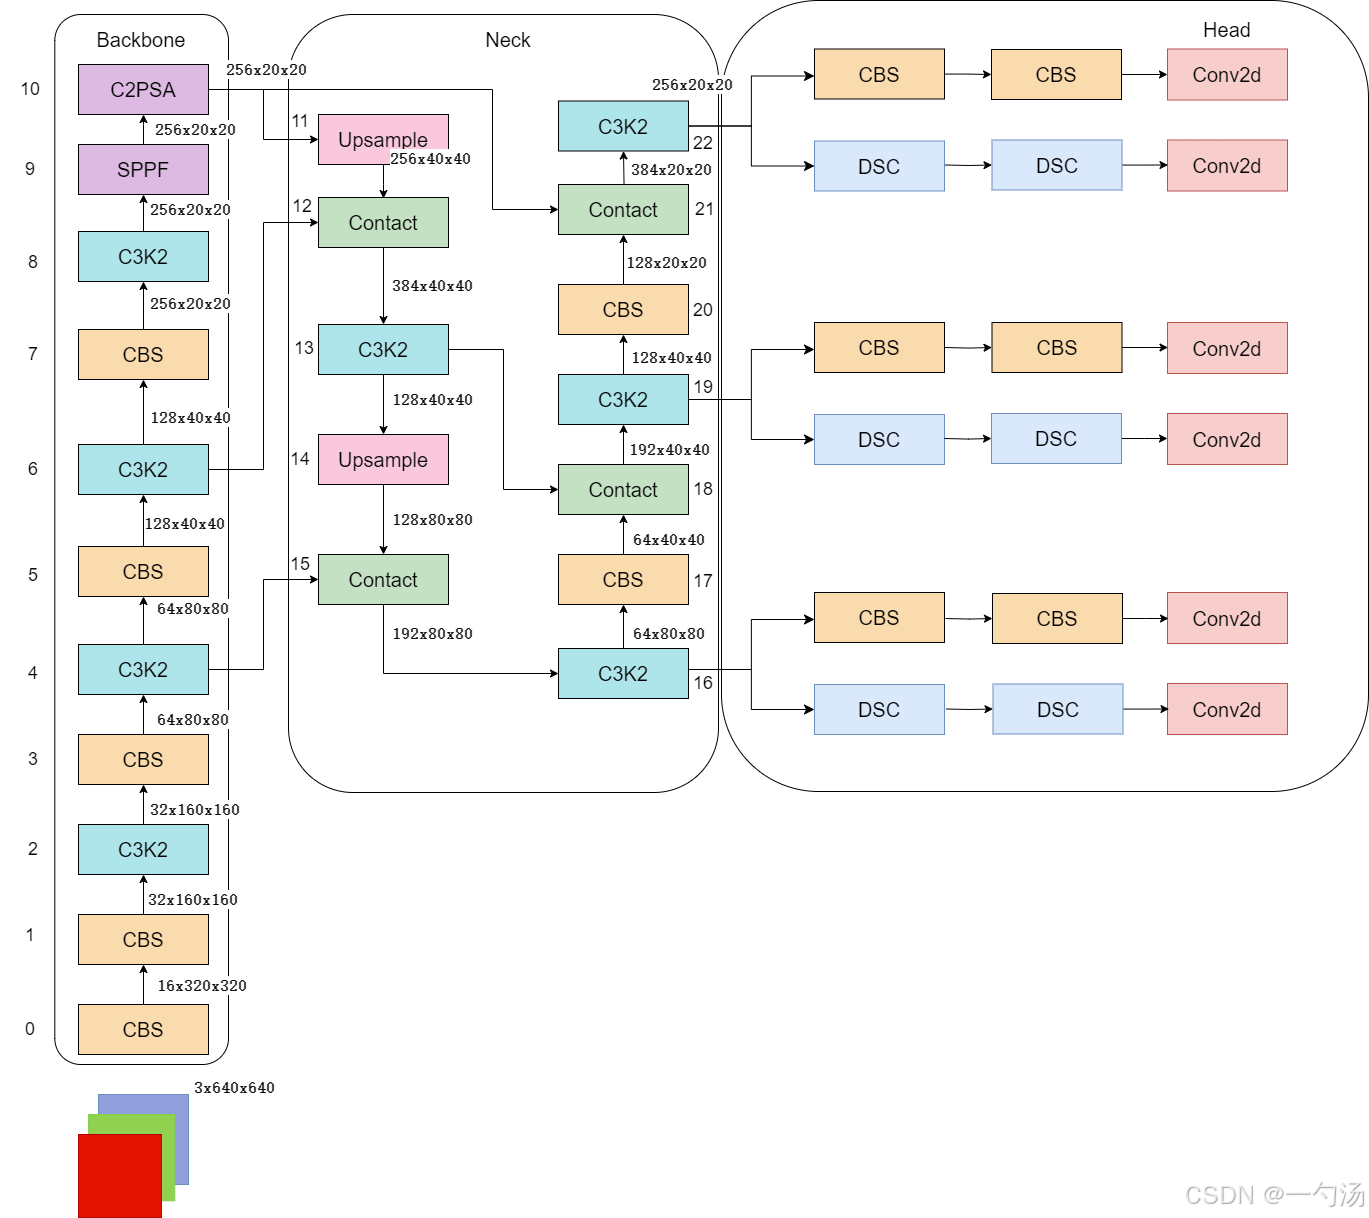 Backbone
10
C2PSA
256x20x20
256x20x20
9
SPPF
256x20x20
8
C3K2
256x20x20
7
CBS
128x40x40
6
C3K2
128x40x40
5
CBS
64x80x80
4
C3K2
64x80x80
3
CBS
32x160x160
2
C3K2
32x160x160
1
CBS
16x320x320
0
CBS
3x640x640
Neck
11
Upsample
256x40x40
12
Contact
384x40x40
13
C3K2
128x40x40
14
Upsample
128x80x80
15
Contact
192x80x80
256x20x20
C3K2
22
384x20x20
Contact
21
128x20x20
CBS
20
128x40x40
C3K2
19
192x40x40
Contact
18
64x40x40
CBS
17
64x80x80
C3K2
16
Head
CBS
CBS
Conv2d
DSC
DSC
Conv2d
CBS
CBS
Conv2d
DSC
DSC
Conv2d
CBS
CBS
Conv2d
DSC
DSC
Conv2d
CSDN @一勺汤